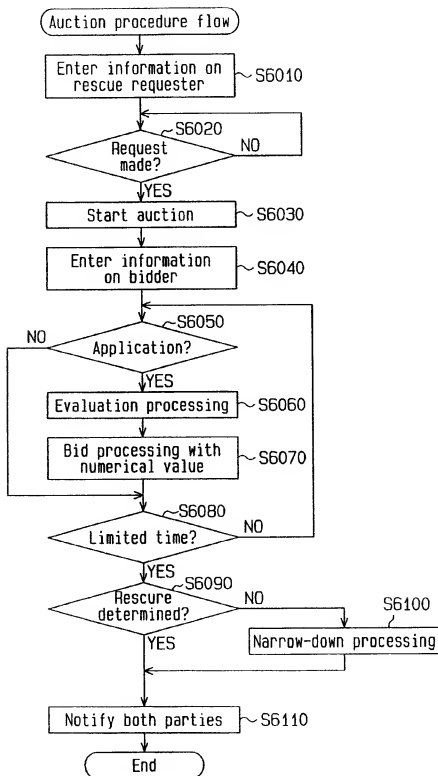 Auction procedure flow
Enter information on
rescue requester
S6010
S6020
Request
made?
NO
YES
Start auction
S6030
Enter information
on bidder
S6040
S6050
NO
Application?
YES
Evaluation processing
S6060
Bid processing with
numerical value
S6070
S6080
Limited time?
NO
YES
S6090
Rescure
determined?
NO
YES
S6100
Narrow-down processing
Notify both parties
S6110
End